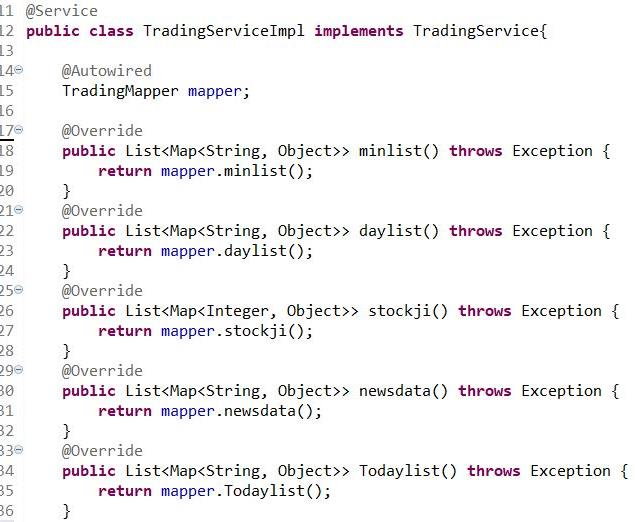 11 @Service
12 public class TradingServiceImpl implements TradingService{
13
14 @Autowired
15 TradingMapper mapper;
16
17 @Override
18 public List<Map<String, Object>> minlist() throws Exception {
19 return mapper.minlist();
20 }
21 @Override
22 public List<Map<String, Object>> daylist() throws Exception {
23 return mapper.daylist();
24 }
25 @Override
26 public List<Map<Integer, Object>> stockji() throws Exception {
27 return mapper.stockji();
28 }
29 @Override
30 public List<Map<String, Object>> newsdata() throws Exception {
31 return mapper.newsdata();
32 }
33 @Override
34 public List<Map<String, Object>> Todaylist() throws Exception {
35 return mapper.Todaylist();
36 }